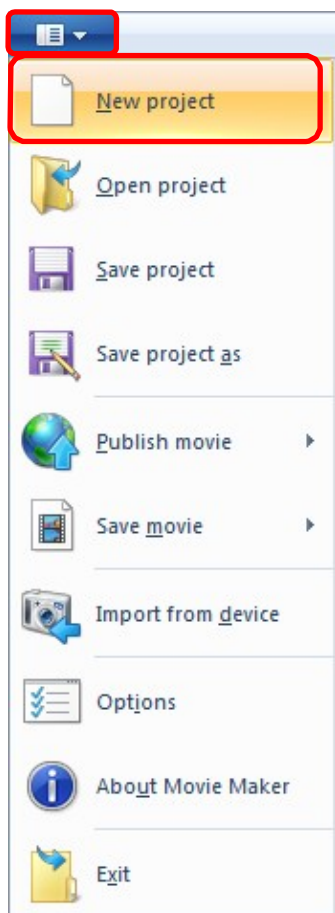 New project
Open project
Save project
Save project as
Publish movie
Save movie
Import from device
Options
About Movie Maker
Exit